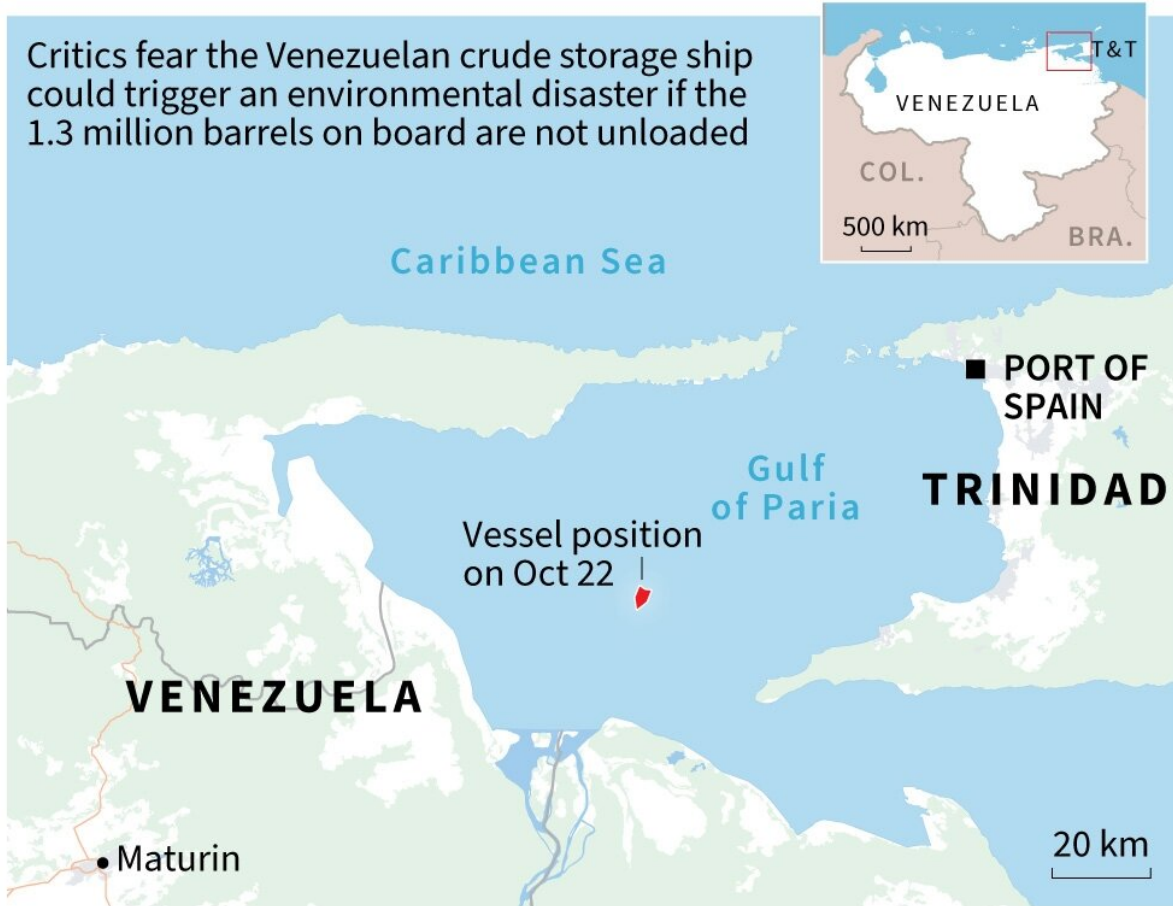 Critics fear the Venezuelan crude storage ship
could trigger an environmental disaster if the
1.3 million barrels on board are not unloaded
T&T
VENEZUELA
COL.
500 km
BRA.
Caribbean Sea
PORT OF
SPAIN
Gulf
of Paria
TRINIDAD
Vessel position
on Oct 22
VENEZUELA
Maturin
20 km